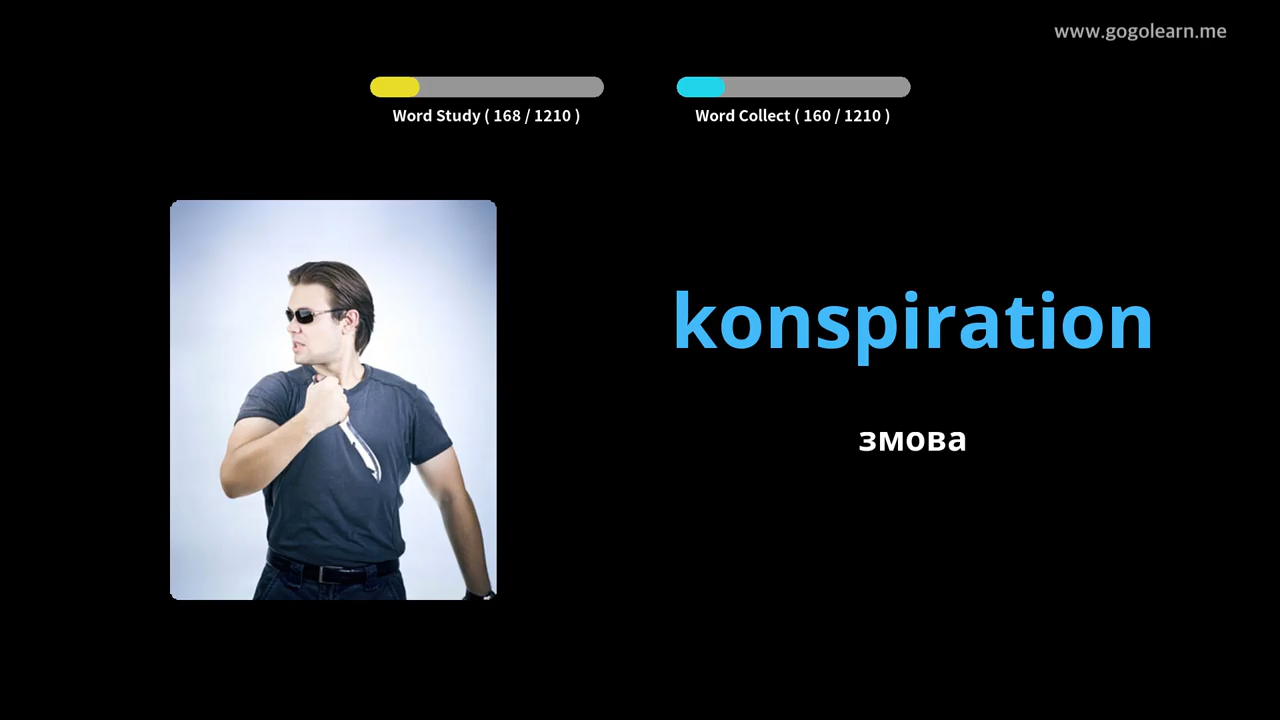 www.gogolearn.me
Word Study ( 168 / 1210 )
Word Collect ( 160 / 1210 )
konspiration
змова